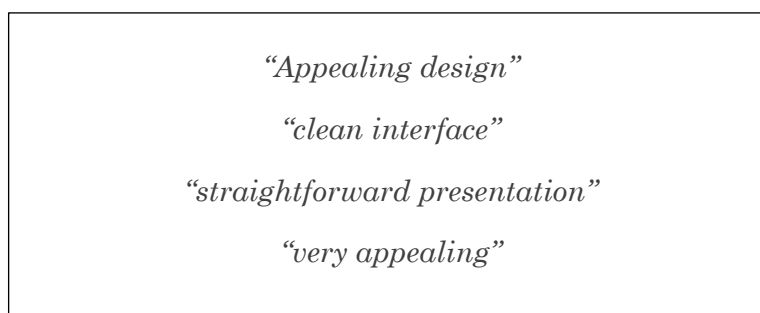 “Appealing design”
“clean interface”
“straightforward presentation”
“very appealing”